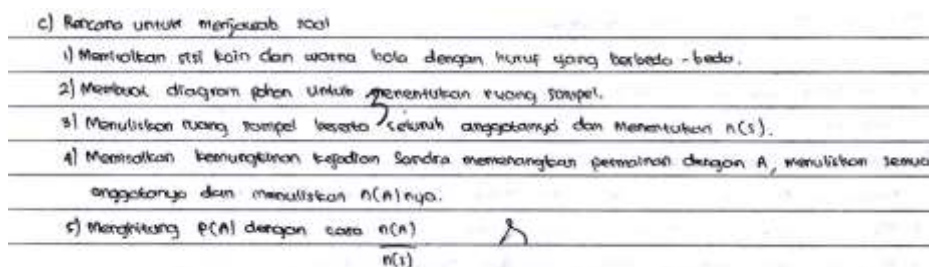 c) Rencana untuk menjawab soal
1) Memisalkan sisi koin dan warna bola dengan huruf yang berbeda-beda.
2) Membuat diagram pohon untuk menentukan ruang sampel.
3) Menuliskan ruang sampel beserta seluruh anggotanya dan menentukan n(S).
4) Memisalkan kemungkinan kejadian Sandra memenangkan permainan dengan A, menuliskan semua
anggotanya dan menuliskan n(A) nya.
5) Menghitung P(A) dengan cara n(A)
n(s)